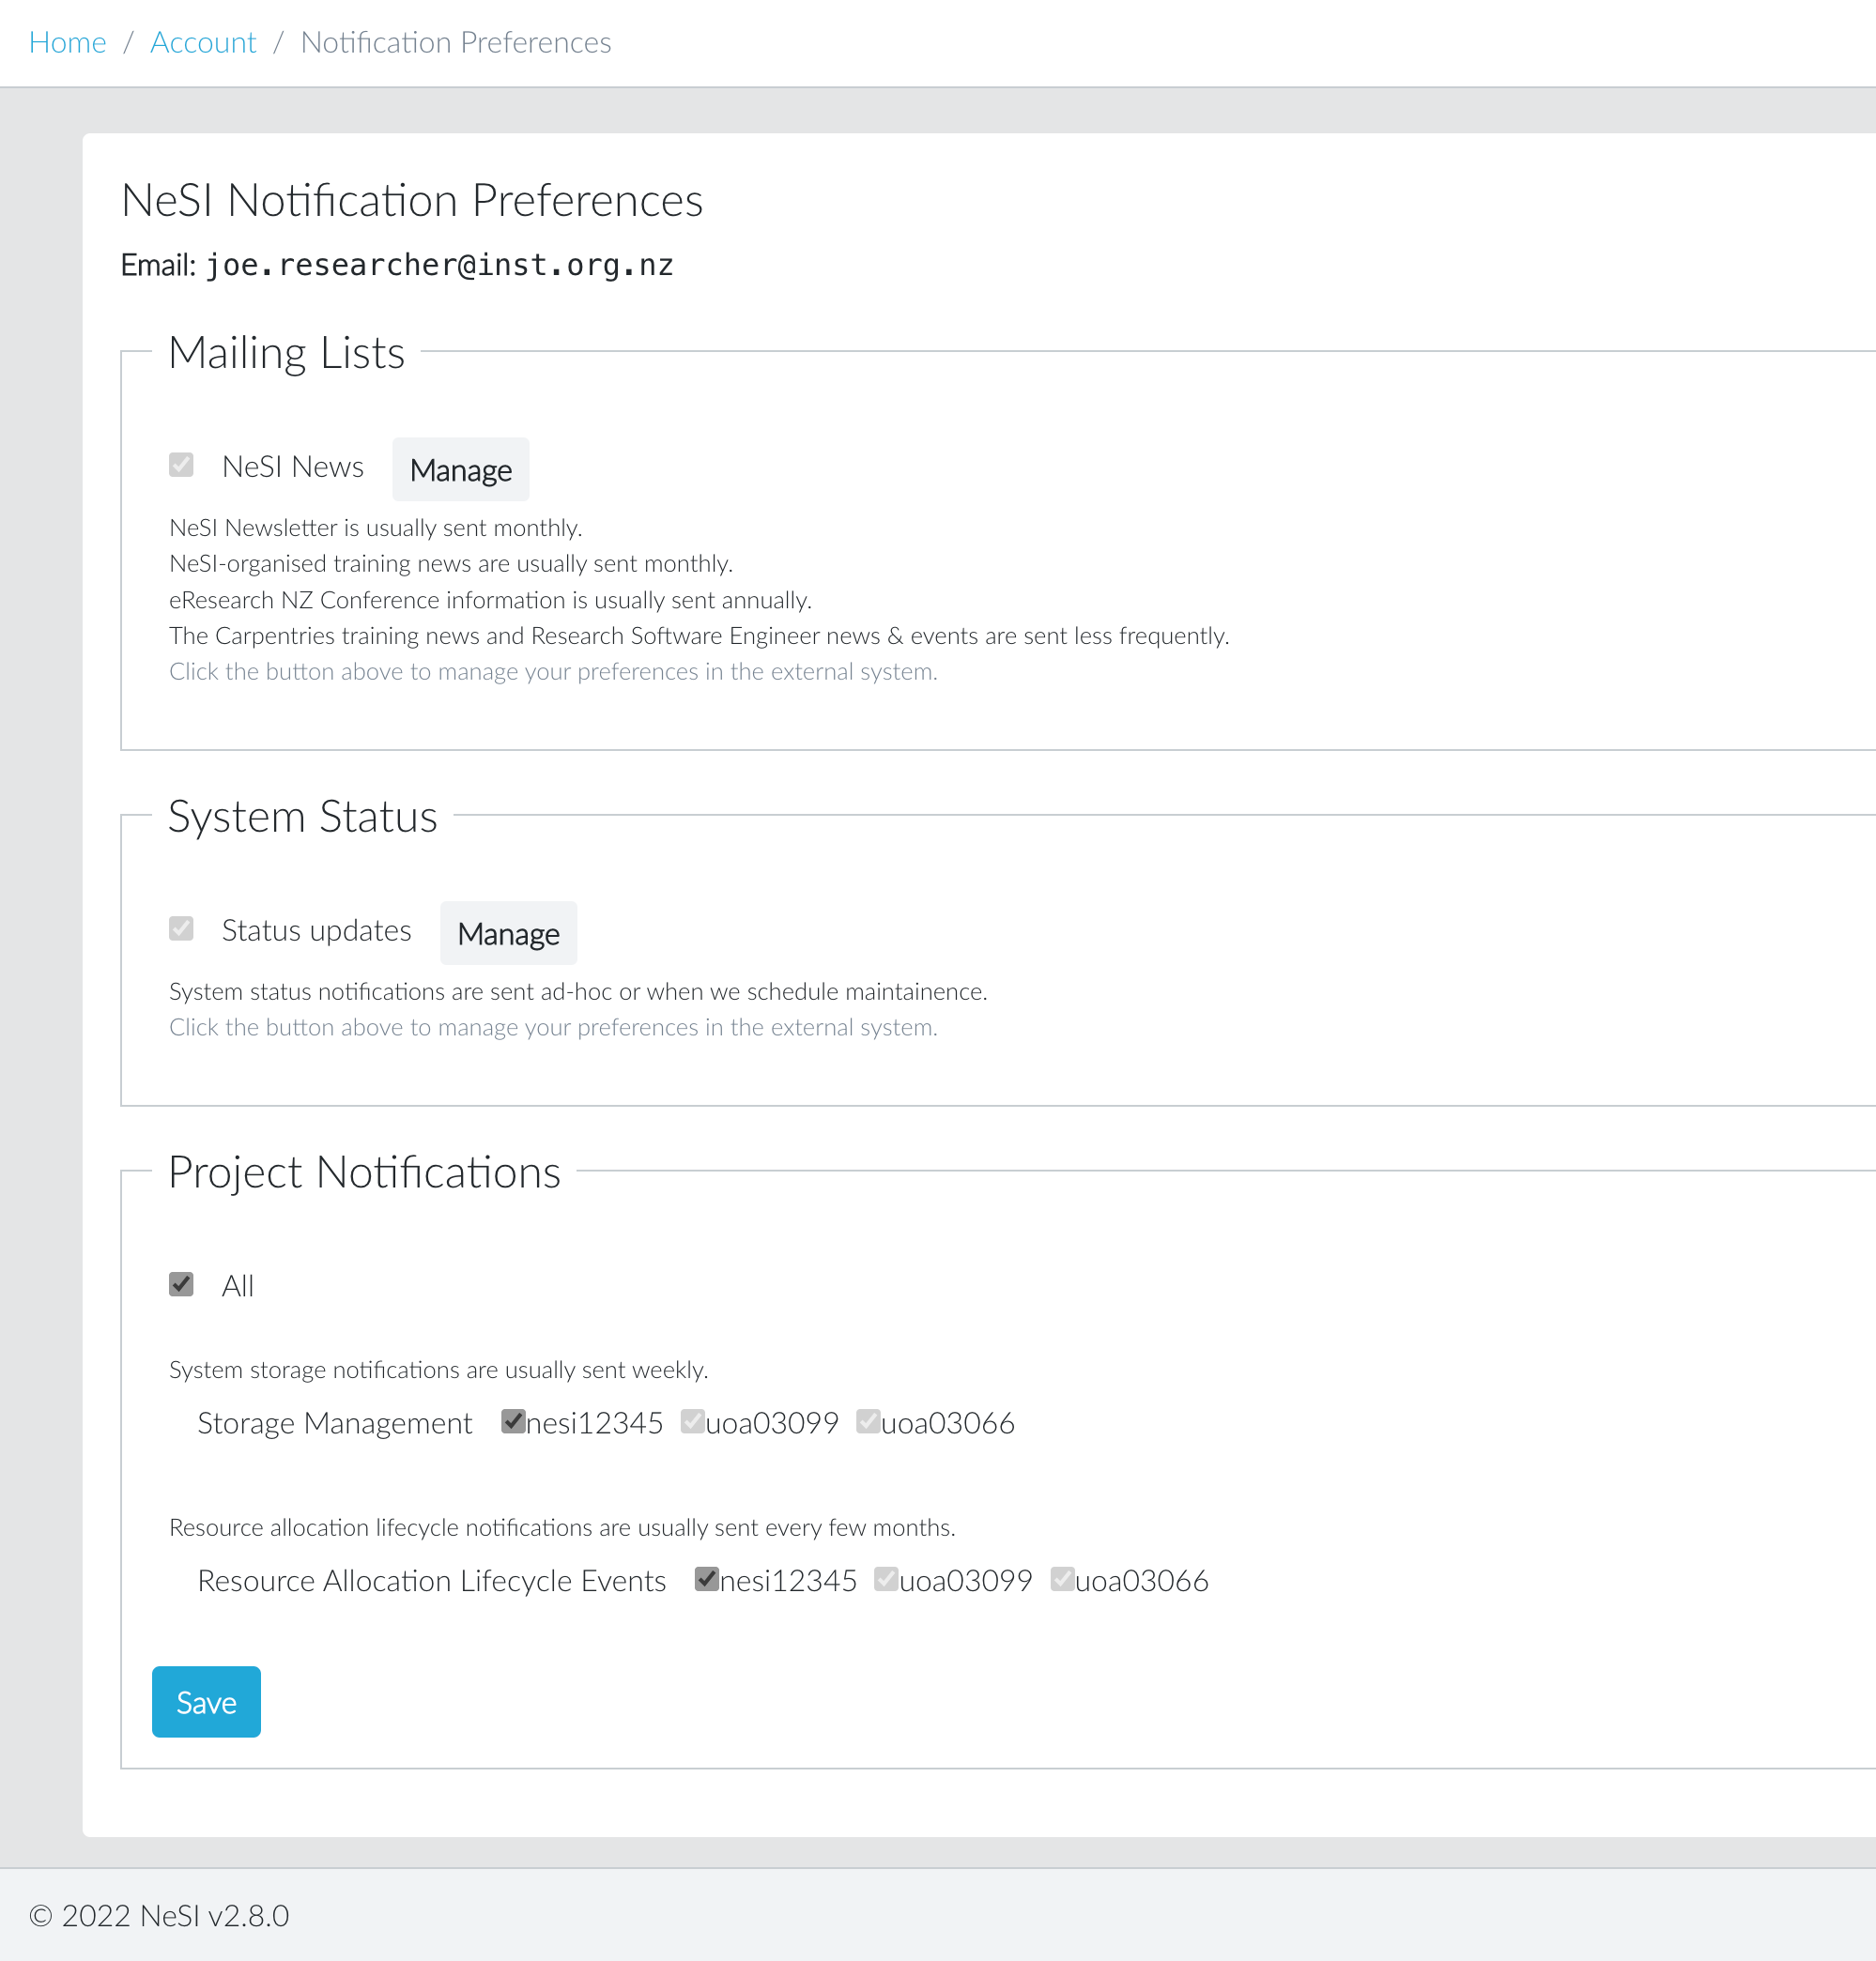 Home / Account / Notification Preferences
NeSI Notification Preferences
Email: joe.researcher@inst.org.nz
Mailing Lists
NeSI News Manage
NeSI Newsletter is usually sent monthly.
NeSI-organised training news are usually sent monthly.
eResearch NZ Conference information is usually sent annually.
The Carpentries training news and Research Software Engineer news & events are sent less frequently.
Click the button above to manage your preferences in the external system.
System Status
Status updates Manage
System status notifications are sent ad-hoc or when we schedule maintainence.
Click the button above to manage your preferences in the external system.
Project Notifications
All
System storage notifications are usually sent weekly.
Storage Management nesi12345 uoa03099 uoa03066
Resource allocation lifecycle notifications are usually sent every few months.
Resource Allocation Lifecycle Events nesi12345 uoa03099 uoa03066
Save
© 2022 NeSI v2.8.0